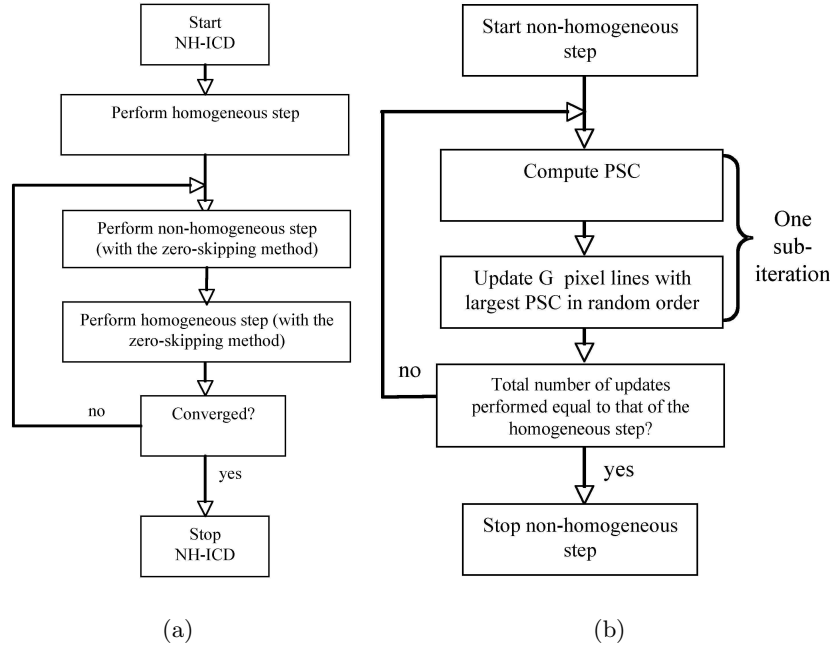 Start
NH-ICD
Perform homogeneous step
Perform non-homogeneous step
(with the zero-skipping method)
Perform homogeneous step (with the
zero-skipping method)
Converged?
no
yes
Stop
NH-ICD
(a)
Start non-homogeneous
step
Compute PSC
Update G pixel lines with
largest PSC in random order
One
sub-
iteration
Total number of updates
performed equal to that of the
homogeneous step?
no
yes
Stop non-homogeneous
step
(b)